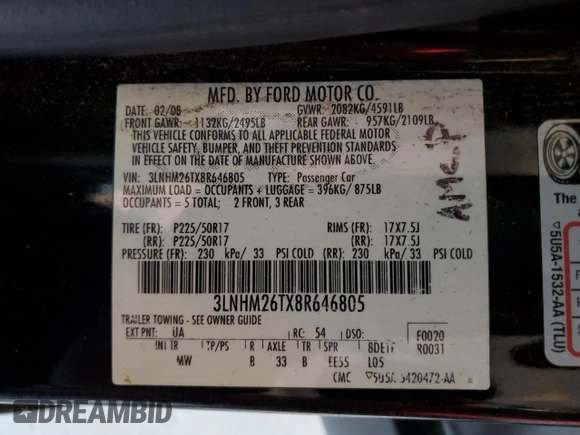 MFD. BY FORD MOTOR CO.
DATE: 02/08 GVWR: 2082KG/4591LB
FRONT GAWR: 1132KG/2495LB REAR GAWR: 957KG/2109LB
THIS VEHICLE CONFORMS TO ALL APPLICABLE FEDERAL MOTOR
VEHICLE SAFETY, BUMPER, AND THEFT PREVENTION STANDARDS IN
EFFECT ON THE DATE OF MANUFACTURE SHOWN ABOVE.
VIN: 3LNHM26TX8R646805 TYPE: Passenger Car
MAXIMUM LOAD = OCCUPANTS + LUGGAGE = 396KG/875LB
OCCUPANTS = 5 TOTAL: 2 FRONT, 3 REAR
TIRE (FR): P225/50R17 RIMS (FR): 17X7.5J
(RR): P225/50R17 (RR): 17X7.5J
PRESSURE (FR): 230 kPa/ 33 PSI COLD (RR): 230 kPa/ 33 PSI COLD
3LNHM26TX8R646805
TRAILER TOWING - SEE OWNER GUIDE
EXT PNT: UA RC: 54 DSO: F0020
R0031
INT TR TP/PS R AXLE TR SPR
MW B 33 B EE55 L05
CMC ▽5USA 5420472-AA
The
▽5U5A-1532-AA (TLU)
DREAMBID